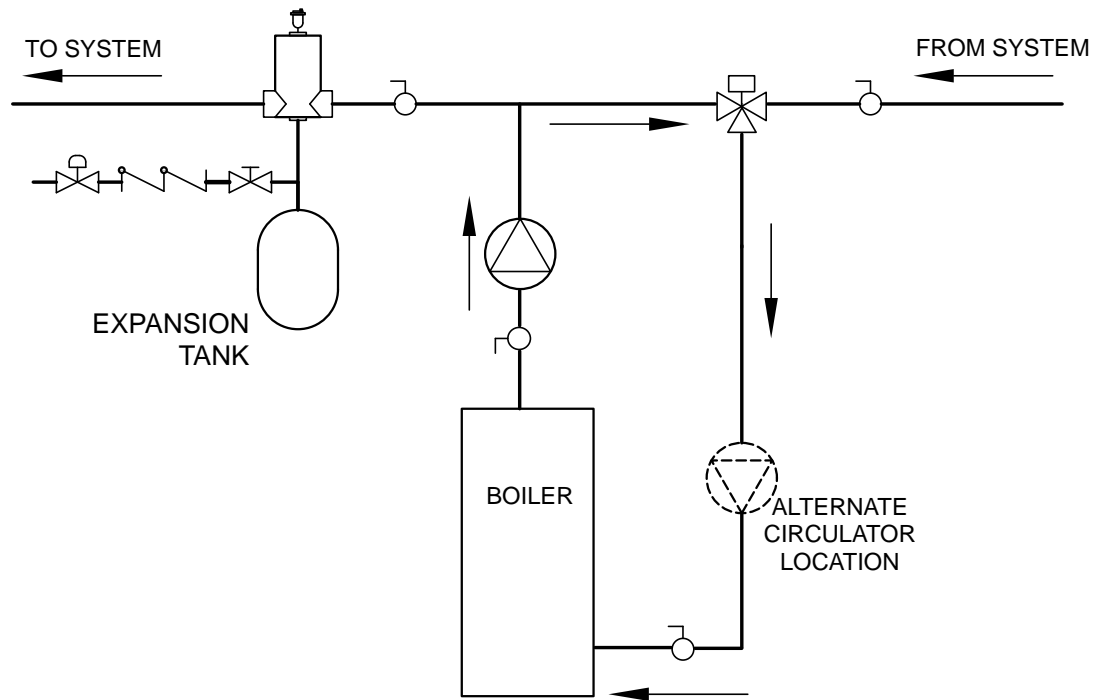 TO SYSTEM
FROM SYSTEM
EXPANSION
TANK
BOILER
ALTERNATE
CIRCULATOR
LOCATION